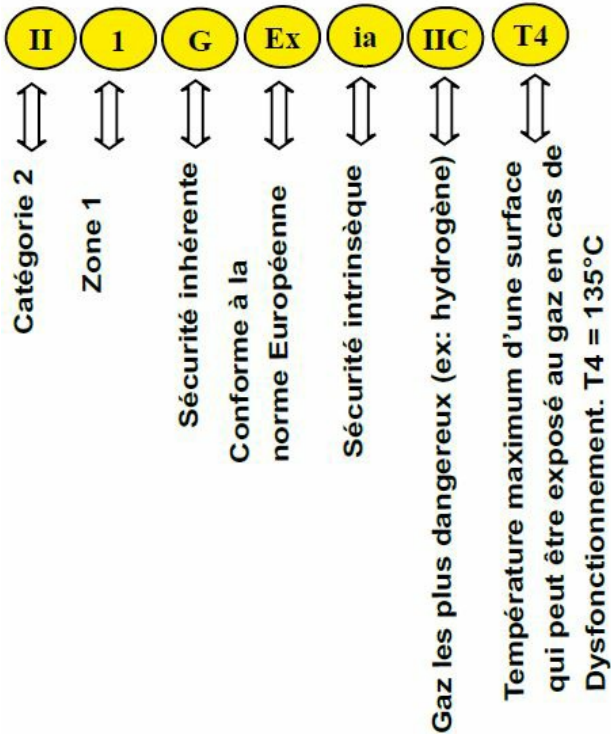 II 1 G Ex ia IIC T4
Catégorie 2
Zone 1
Sécurité inhérente
Conforme à la
norme Européenne
Sécurité intrinsèque
Gaz les plus dangereux (ex: hydrogène)
Température maximum d'une surface
qui peut être exposé au gaz en cas de
Dysfonctionnement. T4 = 135°C